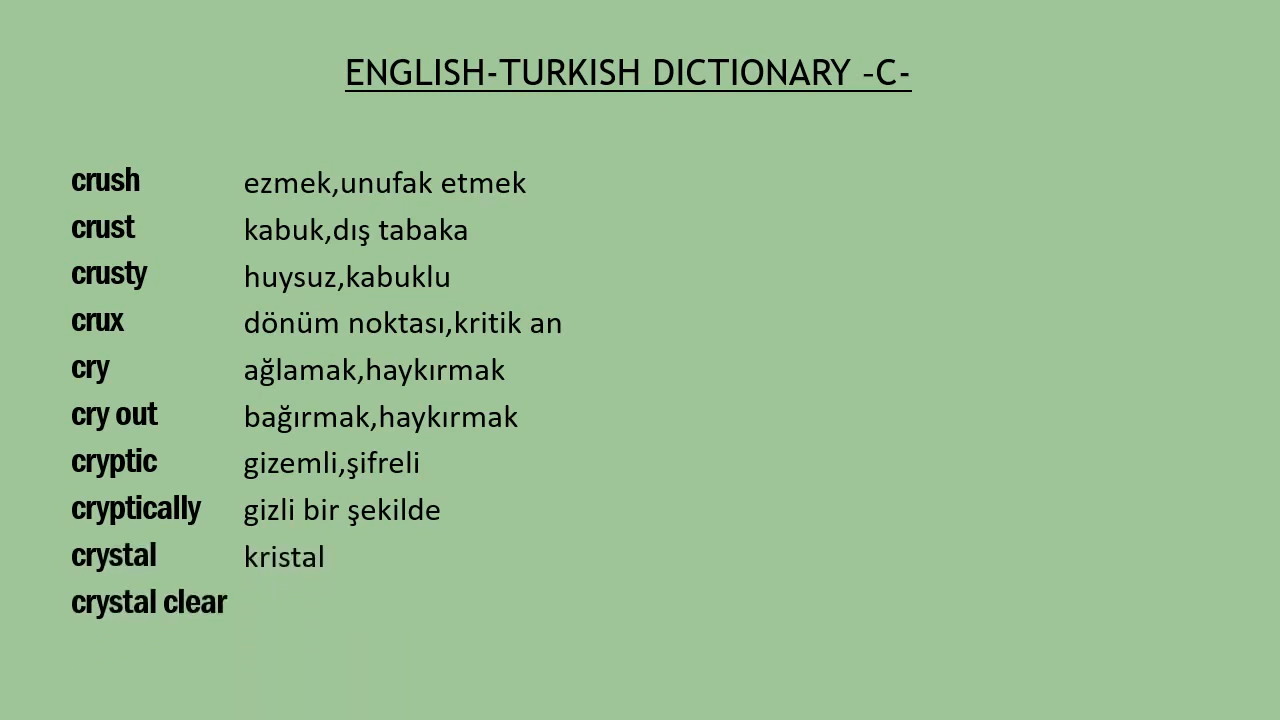 ENGLISH-TURKISH DICTIONARY –C-
crush ezmek,unufak etmek
crust kabuk,dış tabaka
crusty huysuz,kabuklu
crux dönüm noktası,kritik an
cry ağlamak,haykırmak
cry out bağırmak,haykırmak
cryptic gizemli,şifreli
cryptically gizli bir şekilde
crystal kristal
crystal clear